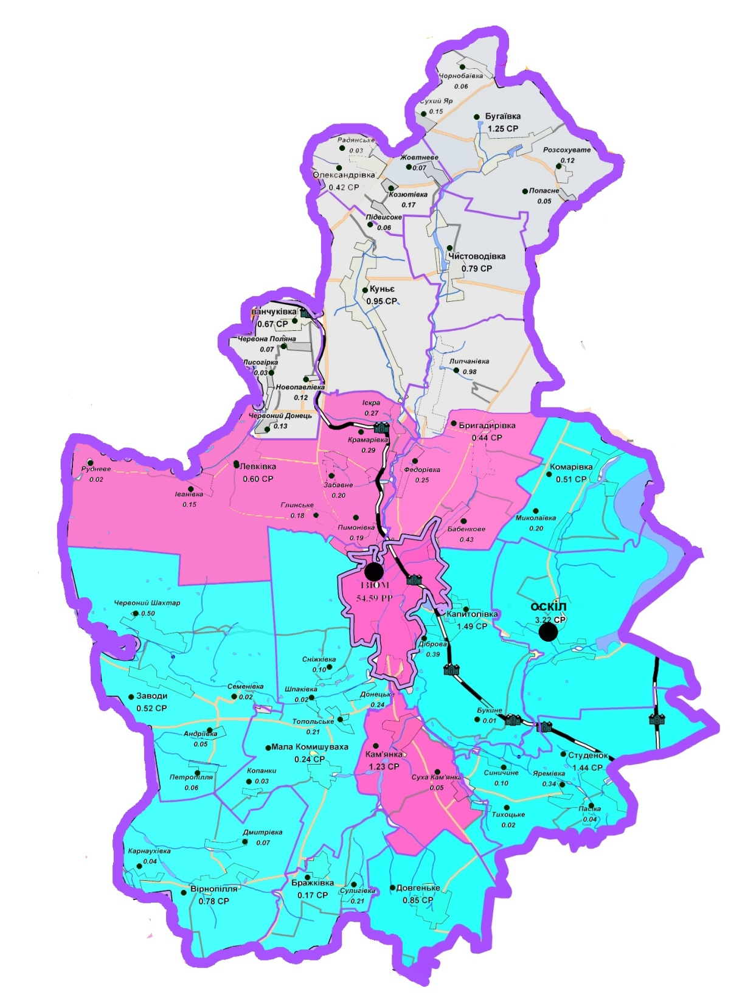 Чорнобаївка
0.06
Сухий Яр
0.15
Бугаївка
1.25 СР
Радянське
0.03
Розсохувате
0.12
Жовтневе
0.07
Олександрівка
0.42 СР
Козютівка
0.17
Попасне
0.05
Підвисоке
0.06
Чистоводівка
0.79 СР
Куньє
0.95 СР
ванчуківка
0.67 СР
Червона Поляна
0.07
Лисогірка
0.03
Липчанівка
0.98
Новопавлівка
0.12
Іскра
0.27
Червоний Донець
0.13
Бригадирівка
0.44 СР
Крамарівка
0.29
Рудневе
0.02
Левківка
0.60 СР
Федорівка
0.25
Комарівка
0.51 СР
Забавне
0.20
Іванівка
0.15
Глинське
0.18
Миколаївка
0.20
Пимонівка
0.19
Бабенкове
0.43
ІЗЮМ
54.59 РР
Червоний Шахтар
0.50
оскіл
3.22 СР
Капитолівка
1.49 СР
Діброва
0.39
Сніжківка
0.10
Семенівка
0.02
Шпаківка
0.02
Заводи
0.52 СР
Донецьке
0.24
Букине
0.01
Топольське
0.21
Андріївка
0.05
Мала Комишуваха
0.24 СР
Кам'янка
1.23 СР
Студенок
1.44 СР
Петропілля
0.06
Копанки
0.03
Суха Кам'янка
0.05
Синичине
0.10
Яремівка
0.34
Пасіка
0.04
Тихоцьке
0.02
Дмитрівка
0.07
Карнаухівка
0.04
Вірнопілля
0.78 СР
Бражківка
0.17 СР
Сулигівка
0.21
Довгеньке
0.85 СР